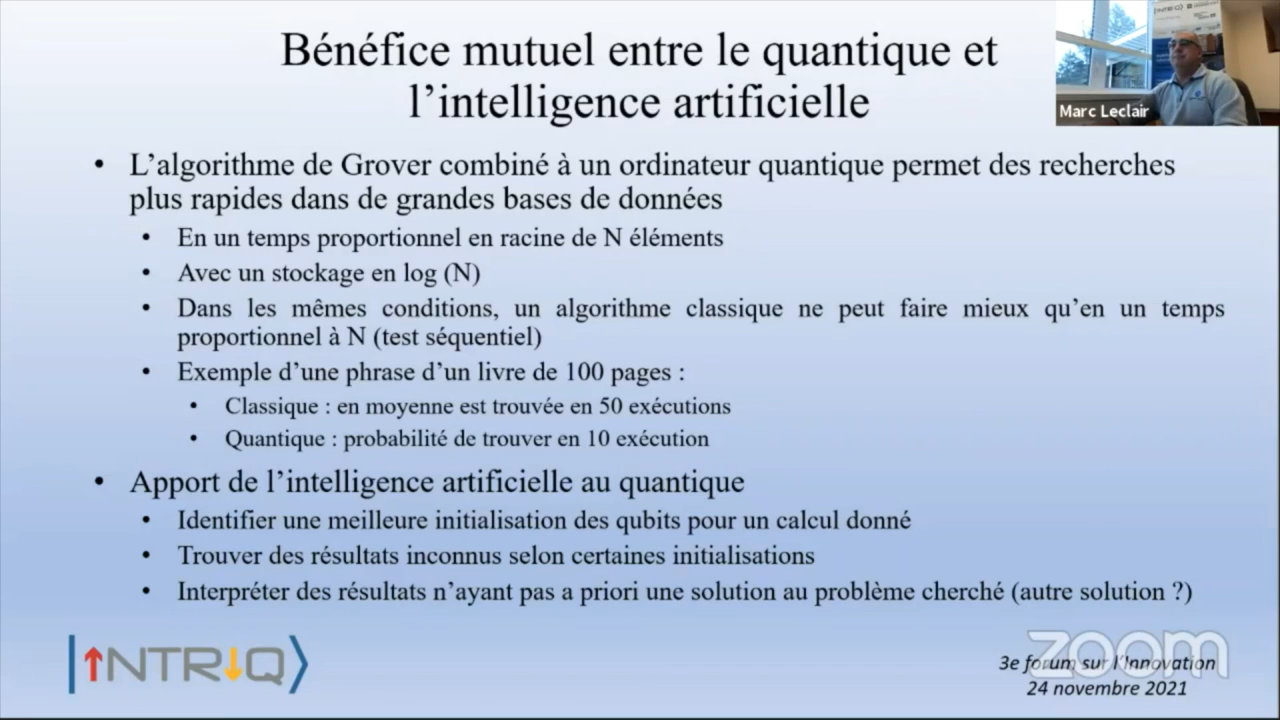 Bénéfice mutuel entre le quantique et
l'intelligence artificielle
Marc Leclair
• L'algorithme de Grover combiné à un ordinateur quantique permet des recherches
plus rapides dans de grandes bases de données
• En un temps proportionnel en racine de N éléments
• Avec un stockage en log (N)
• Dans les mêmes conditions, un algorithme classique ne peut faire mieux qu'en un temps
proportionnel à N (test séquentiel)
• Exemple d'une phrase d'un livre de 100 pages :
• Classique : en moyenne est trouvée en 50 exécutions
• Quantique : probabilité de trouver en 10 exécution
• Apport de l'intelligence artificielle au quantique
• Identifier une meilleure initialisation des qubits pour un calcul donné
• Trouver des résultats inconnus selon certaines initialisations
• Interpréter des résultats n'ayant pas a priori une solution au problème cherché (autre solution ?)
INTRIQ
zoom
3e forum sur l'Innovation
24 novembre 2021